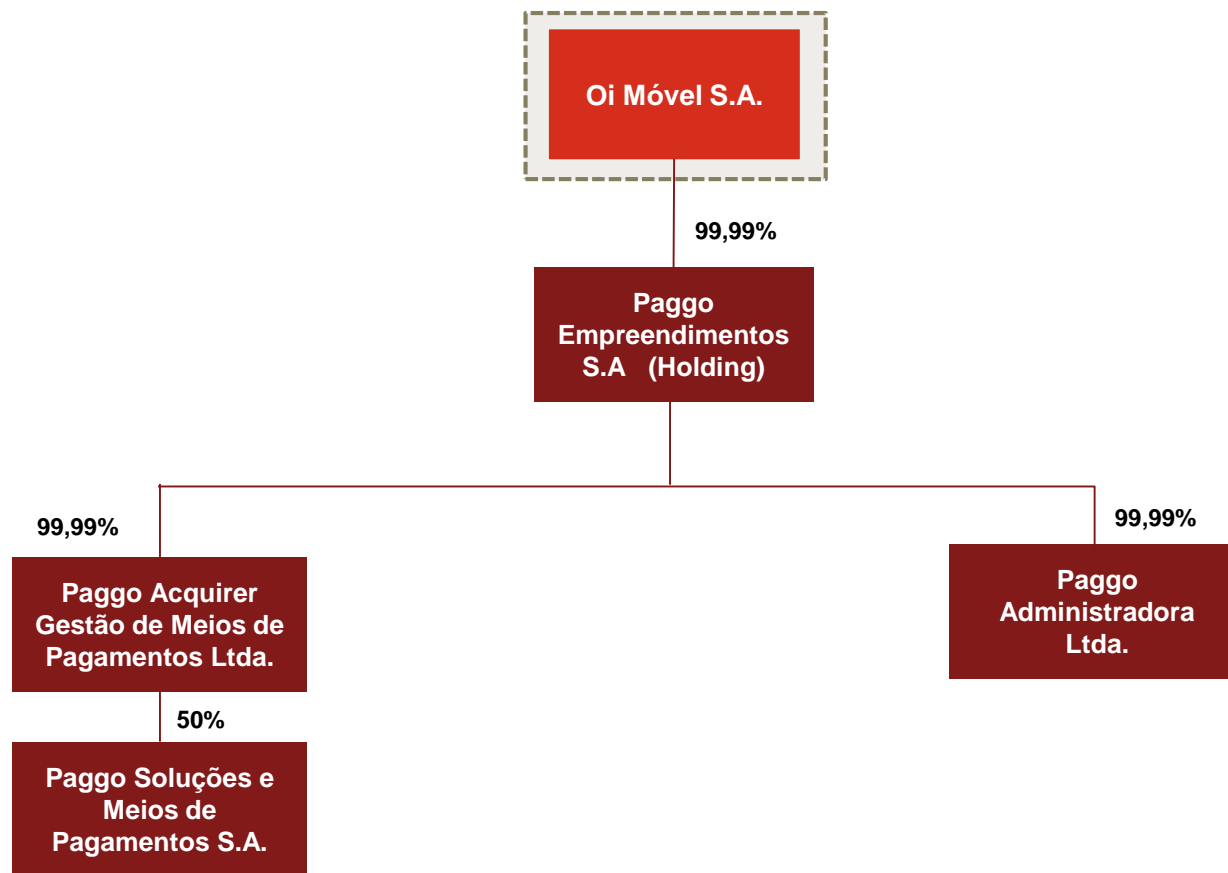 Oi Móvel S.A.
99,99%
Paggo
Empreendimentos
S.A (Holding)
99,99%
99,99%
Paggo Acquirer
Gestão de Meios de
Pagamentos Ltda.
Paggo
Administradora
Ltda.
50%
Paggo Soluções e
Meios de
Pagamentos S.A.